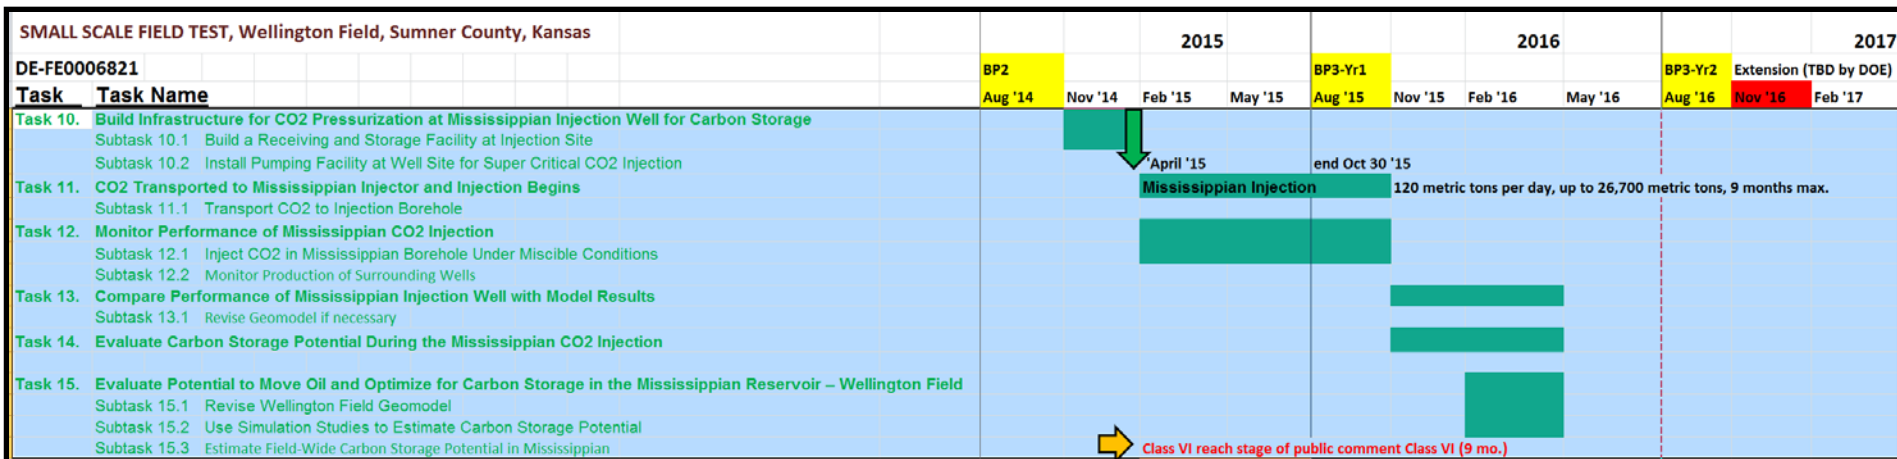 SMALL SCALE FIELD TEST, Wellington Field, Sumner County, Kansas
2015 2016 2017
DE-FE0006821 BP2 BP3-Yr1 BP3-Yr2 Extension (TBD by DOE)
Task Task Name Aug '14 Nov '14 Feb '15 May '15 Aug '15 Nov '15 Feb '16 May '16 Aug '16 Nov '16 Feb '17
Task 10. Build Infrastructure for CO2 Pressurization at Mississippian Injection Well for Carbon Storage
Subtask 10.1 Build a Receiving and Storage Facility at Injection Site
Subtask 10.2 Install Pumping Facility at Well Site for Super Critical CO2 Injection 'April '15 end Oct 30 '15
Task 11. CO2 Transported to Mississippian Injector and Injection Begins Mississippian Injection 120 metric tons per day, up to 26,700 metric tons, 9 months max.
Subtask 11.1 Transport CO2 to Injection Borehole
Task 12. Monitor Performance of Mississippian CO2 Injection
Subtask 12.1 Inject CO2 in Mississippian Borehole Under Miscible Conditions
Subtask 12.2 Monitor Production of Surrounding Wells
Task 13. Compare Performance of Mississippian Injection Well with Model Results
Subtask 13.1 Revise Geomodel if necessary
Task 14. Evaluate Carbon Storage Potential During the Mississippian CO2 Injection
Task 15. Evaluate Potential to Move Oil and Optimize for Carbon Storage in the Mississippian Reservoir – Wellington Field
Subtask 15.1 Revise Wellington Field Geomodel
Subtask 15.2 Use Simulation Studies to Estimate Carbon Storage Potential
Subtask 15.3 Estimate Field-Wide Carbon Storage Potential in Mississippian Class VI reach stage of public comment Class VI (9 mo.)